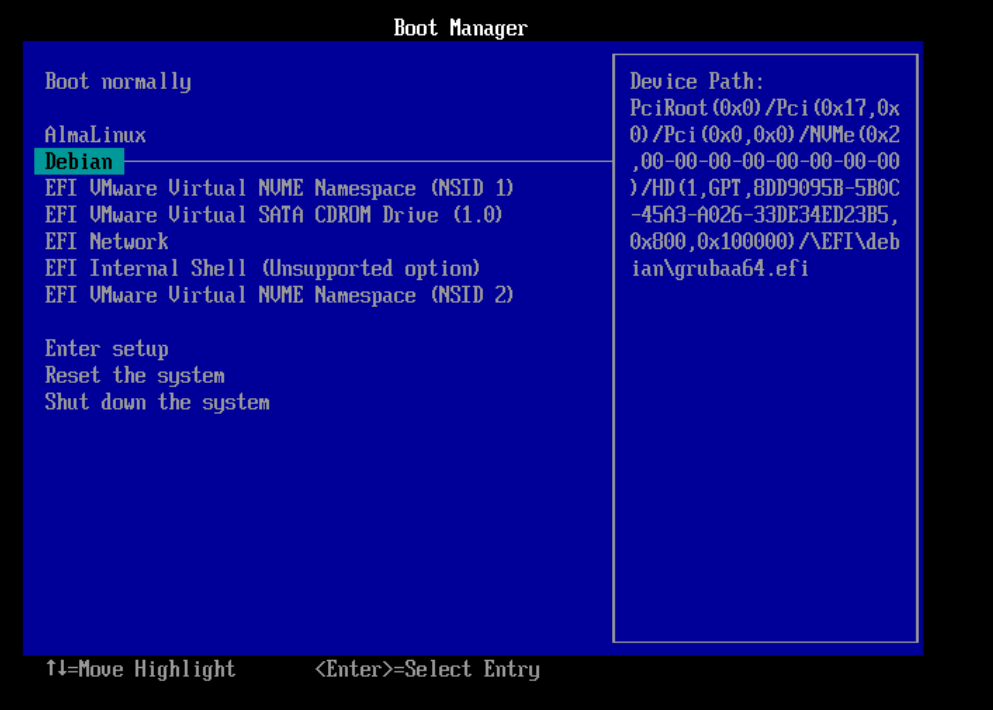 Boot Manager
Boot normally
AlmaLinux
Debian
EFI VMware Virtual NVME Namespace (NSID 1)
EFI VMware Virtual SATA CDROM Drive (1.0)
EFI Network
EFI Internal Shell (Unsupported option)
EFI VMware Virtual NVME Namespace (NSID 2)
Enter setup
Reset the system
Shut down the system
Device Path:
PciRoot(0x0)/Pci(0x17,0x
0)/Pci(0x0,0x0)/NVMe(0x2
,00-00-00-00-00-00-00-00
)/HD(1,GPT,8DD9095B-5B0C
-45A3-A026-33DE34ED23B5,
0x800,0x100000)/\EFI\deb
ian\grubaa64.efi
↑↓=Move Highlight <Enter>=Select Entry